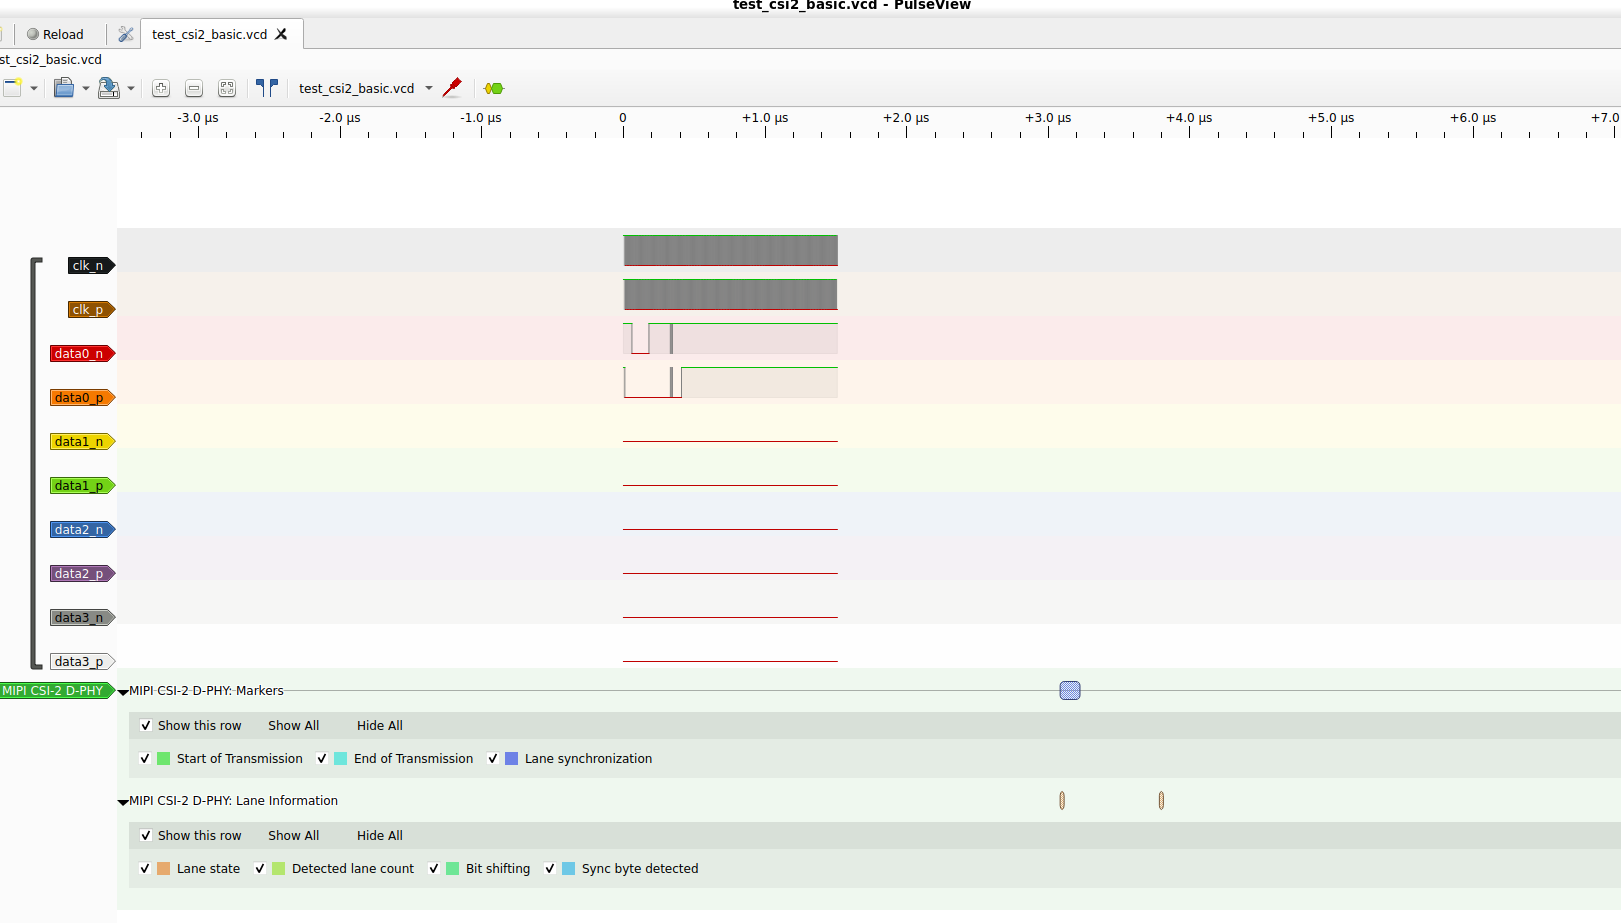 test_csi2_basic.vcd - PulseView
Reload
test_csi2_basic.vcd
st_csi2_basic.vcd
test_csi2_basic.vcd
-3.0 µs -2.0 µs -1.0 µs 0 +1.0 µs +2.0 µs +3.0 µs +4.0 µs +5.0 µs +6.0 µs +7.0
clk_n
clk_p
data0_n
data0_p
data1_n
data1_p
data2_n
data2_p
data3_n
data3_p
MIPI CSI-2 D-PHY MIPI CSI-2 D-PHY: Markers
Show this row Show All Hide All
Start of Transmission End of Transmission Lane synchronization
MIPI CSI-2 D-PHY: Lane Information
Show this row Show All Hide All
Lane state Detected lane count Bit shifting Sync byte detected